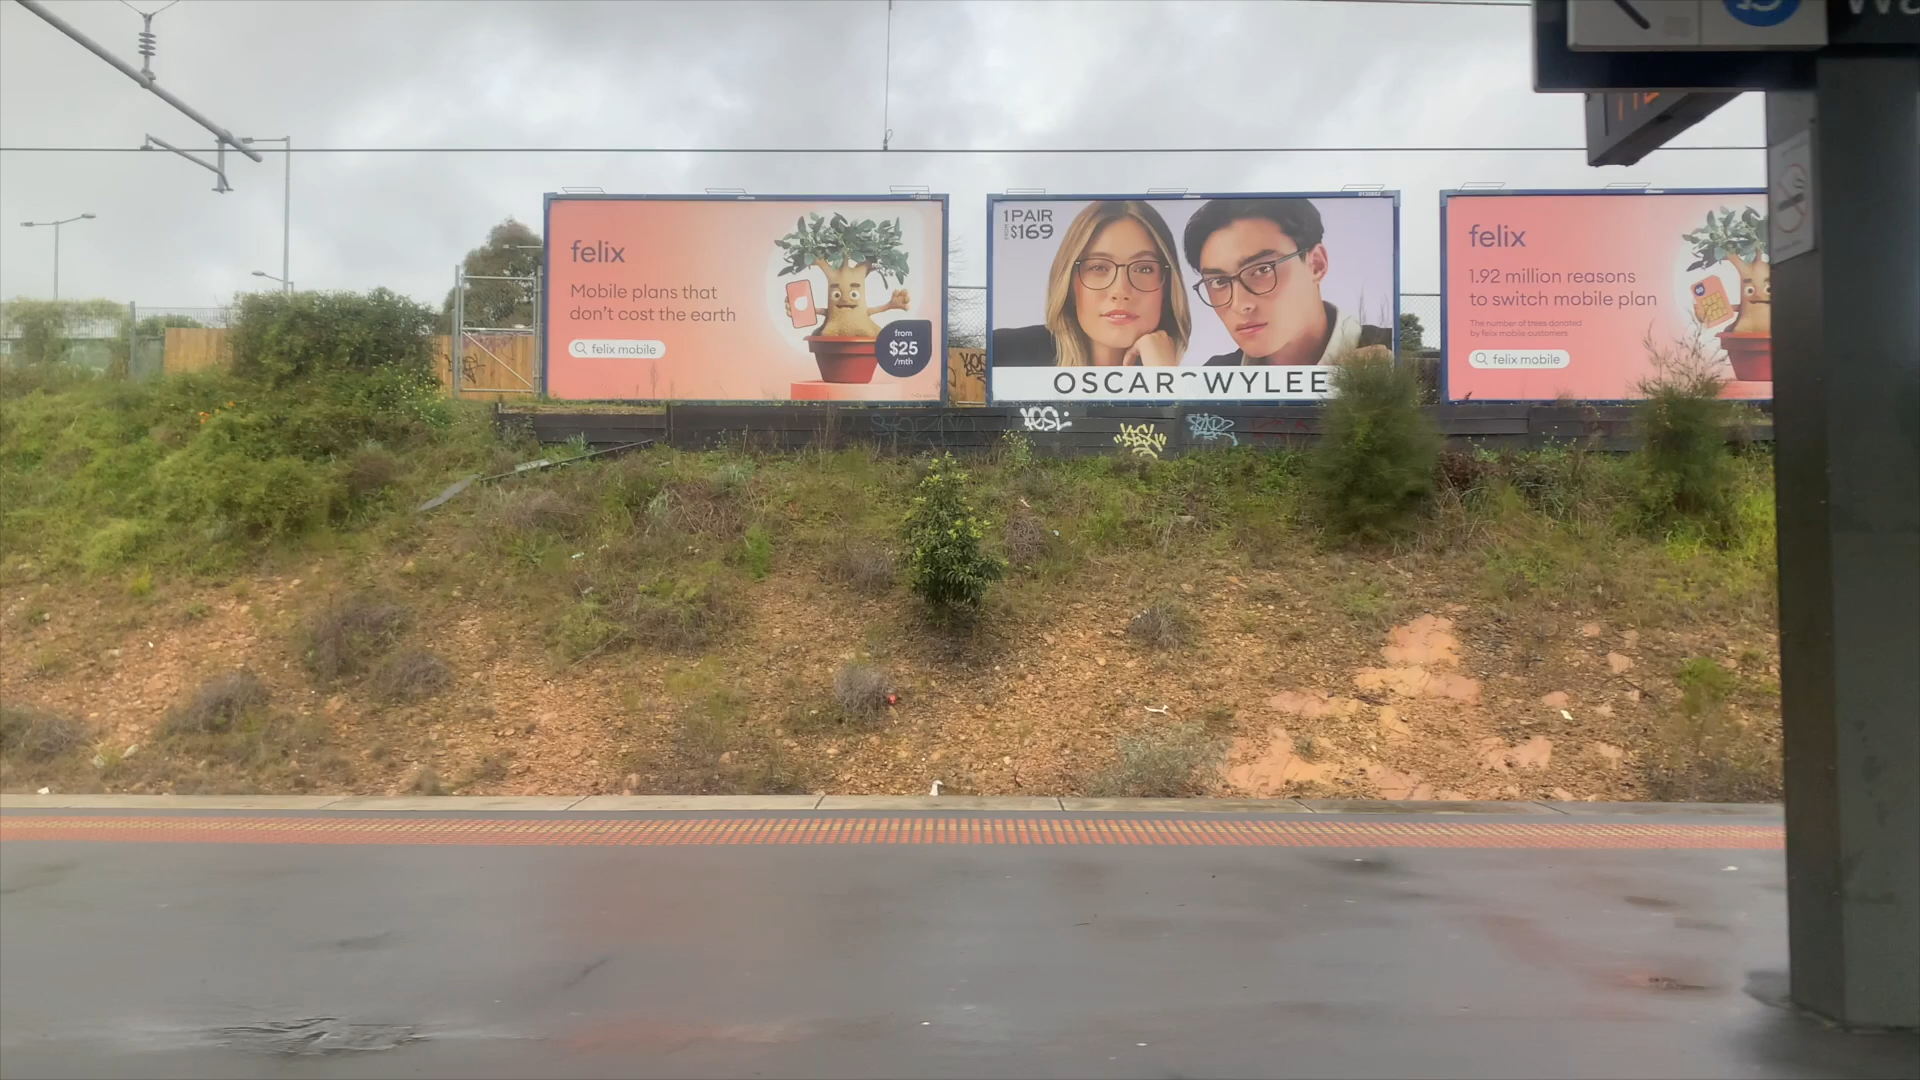 felix
Mobile plans that
don't cost the earth
felix mobile
from
$25
/mth
1 PAIR
FROM $169
OSCAR WYLEE
felix
1.92 million reasons
to switch mobile plan
The number of trees donated
by felix mobile customers
felix mobile